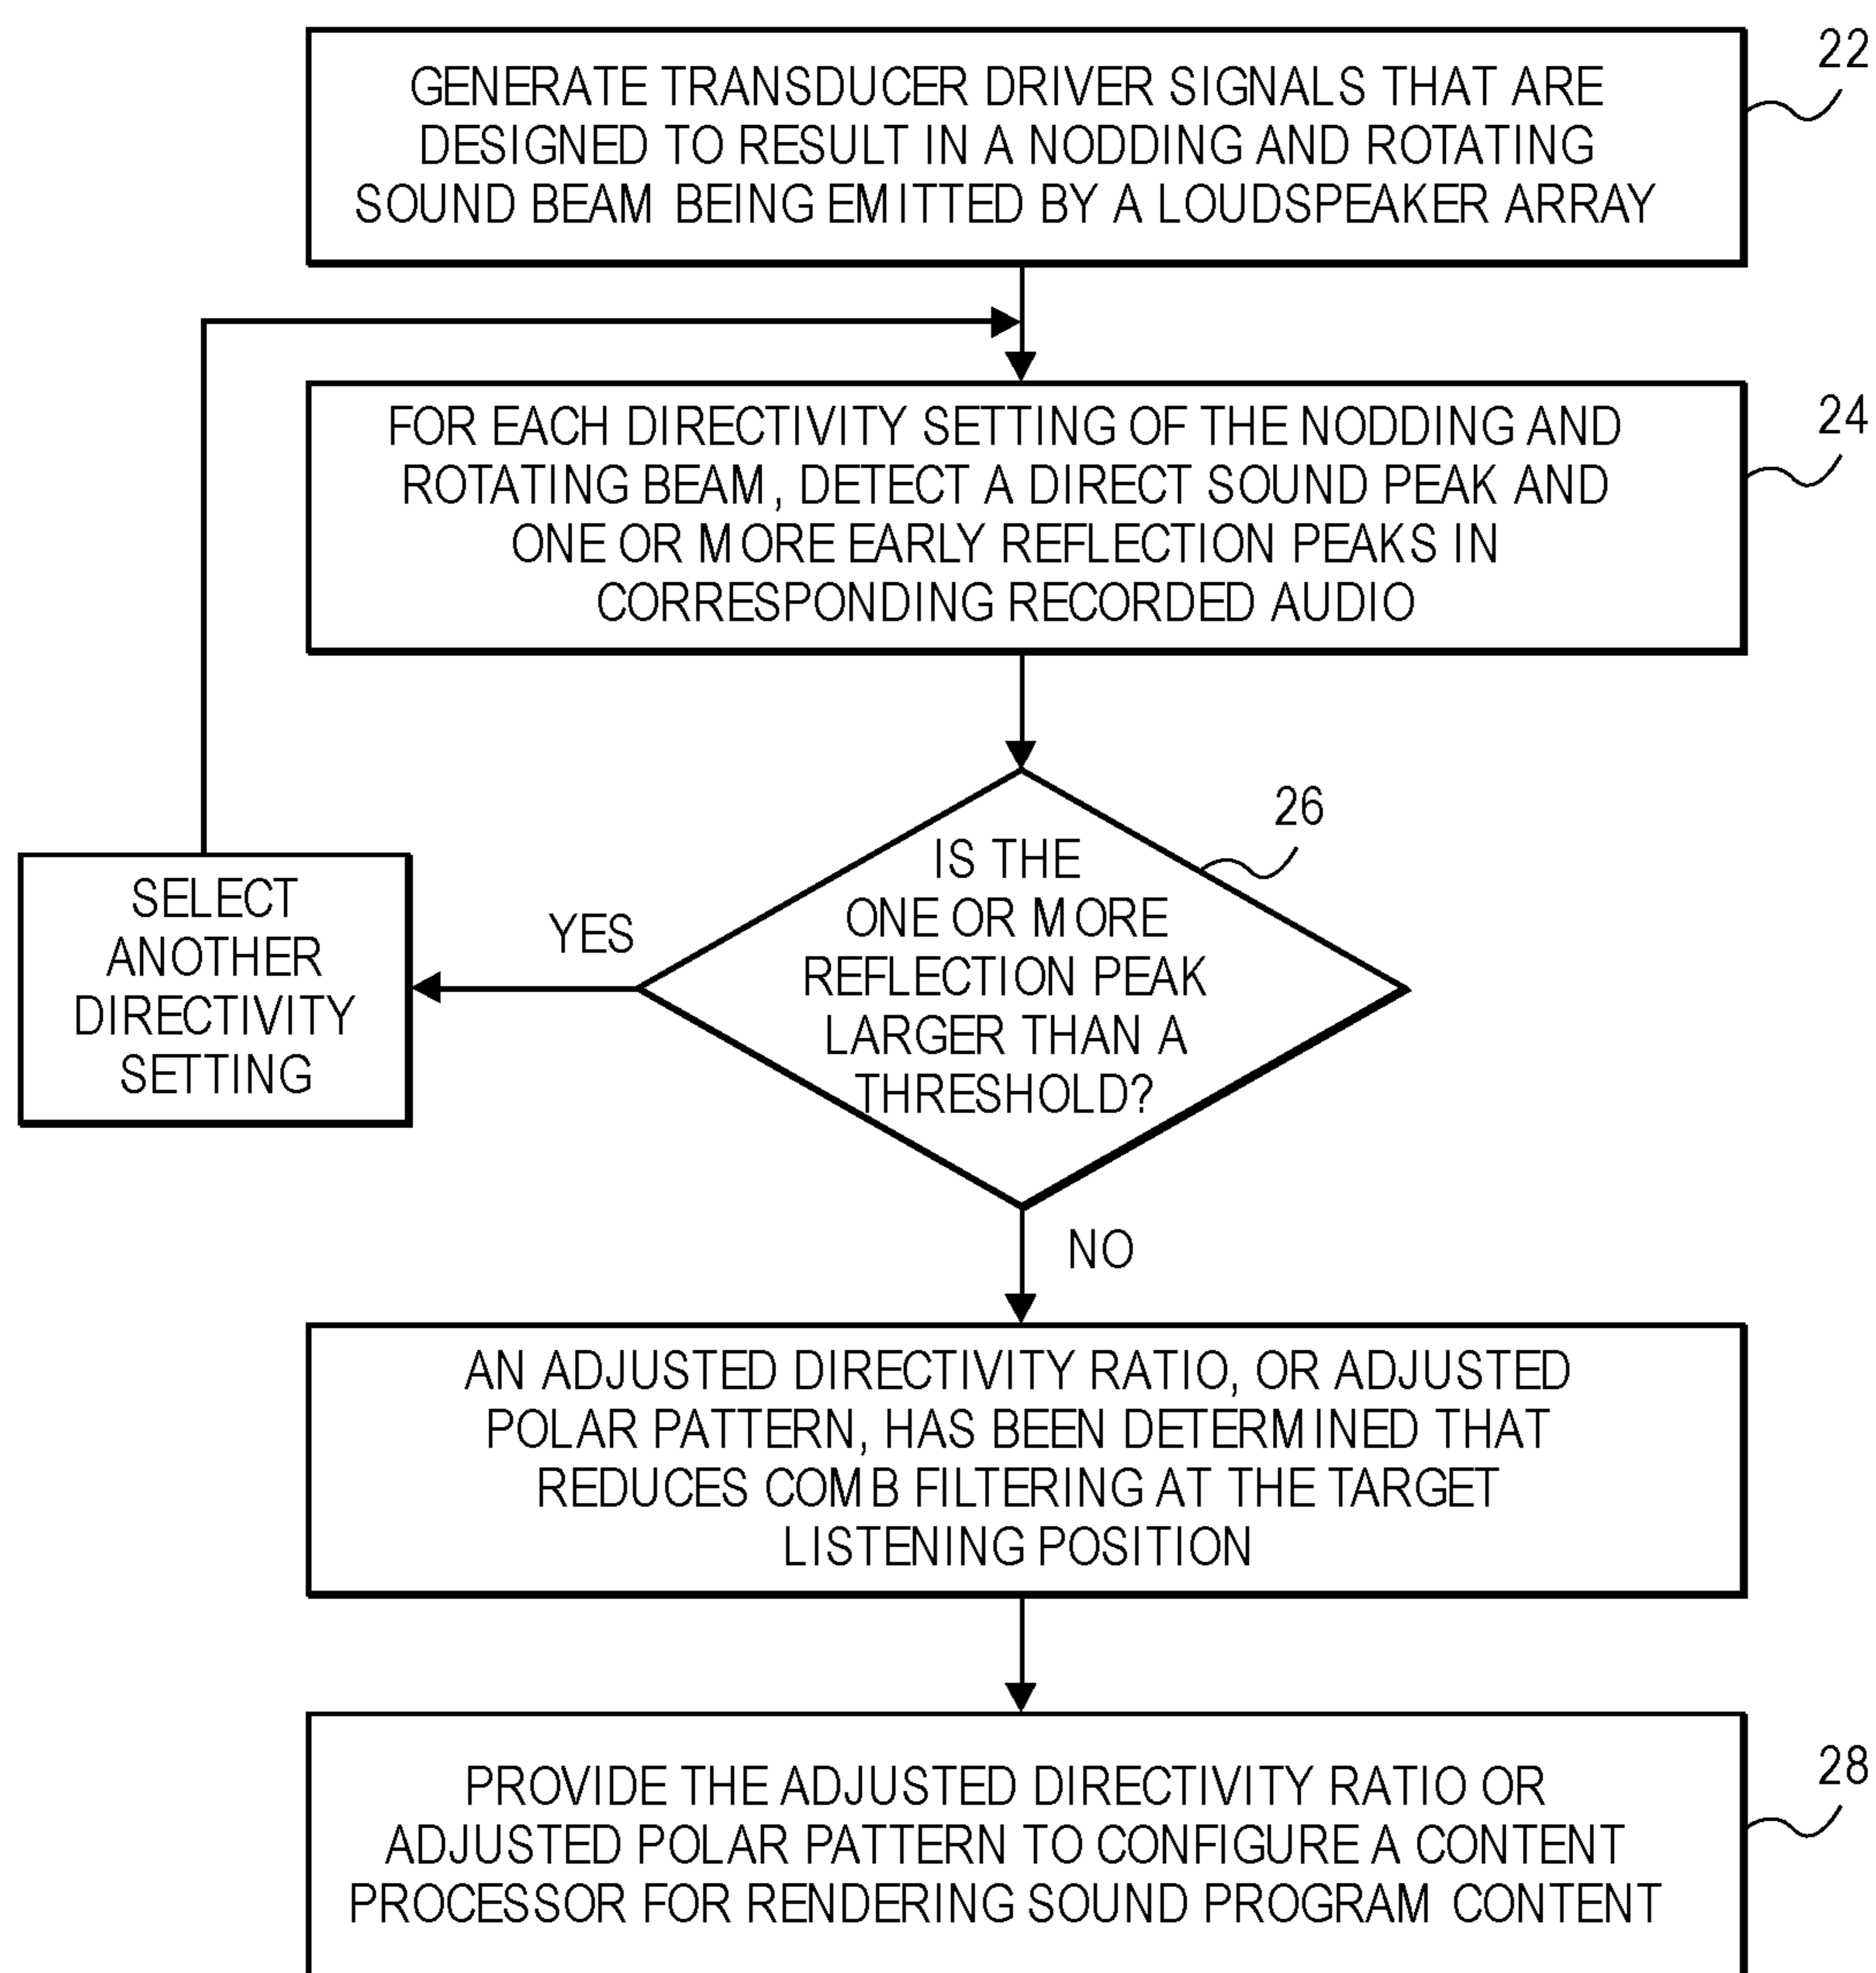 22
GENERATE TRANSDUCER DRIVER SIGNALS THAT ARE
DESIGNED TO RESULT IN A NODDING AND ROTATING
SOUND BEAM BEING EMITTED BY A LOUDSPEAKER ARRAY
24
FOR EACH DIRECTIVITY SETTING OF THE NODDING AND
ROTATING BEAM, DETECT A DIRECT SOUND PEAK AND
ONE OR MORE EARLY REFLECTION PEAKS IN
CORRESPONDING RECORDED AUDIO
26
IS THE
ONE OR MORE
REFLECTION PEAK
LARGER THAN A
THRESHOLD?
YES
SELECT
ANOTHER
DIRECTIVITY
SETTING
NO
AN ADJUSTED DIRECTIVITY RATIO, OR ADJUSTED
POLAR PATTERN, HAS BEEN DETERMINED THAT
REDUCES COMB FILTERING AT THE TARGET
LISTENING POSITION
28
PROVIDE THE ADJUSTED DIRECTIVITY RATIO OR
ADJUSTED POLAR PATTERN TO CONFIGURE A CONTENT
PROCESSOR FOR RENDERING SOUND PROGRAM CONTENT